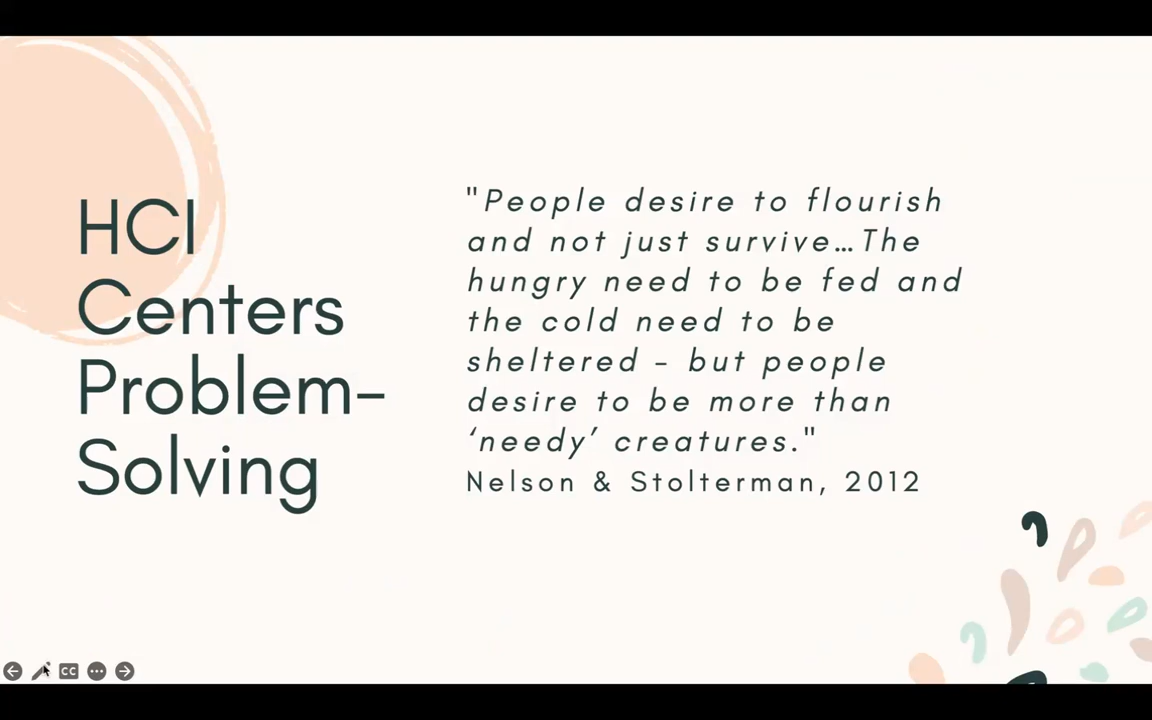 HCI
Centers
Problem-
Solving
"People desire to flourish
and not just survive…The
hungry need to be fed and
the cold need to be
sheltered - but people
desire to be more than
‘needy’ creatures."
Nelson & Stolterman, 2012
CC